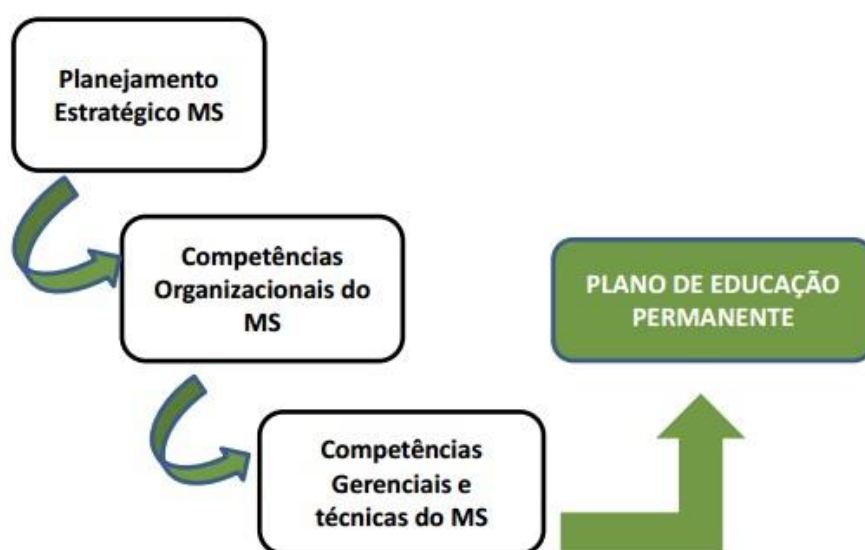 Planejamento
Estratégico MS
Competências
Organizacionais do
MS
PLANO DE EDUCAÇÃO
PERMANENTE
Competências
Gerenciais e
técnicas do MS